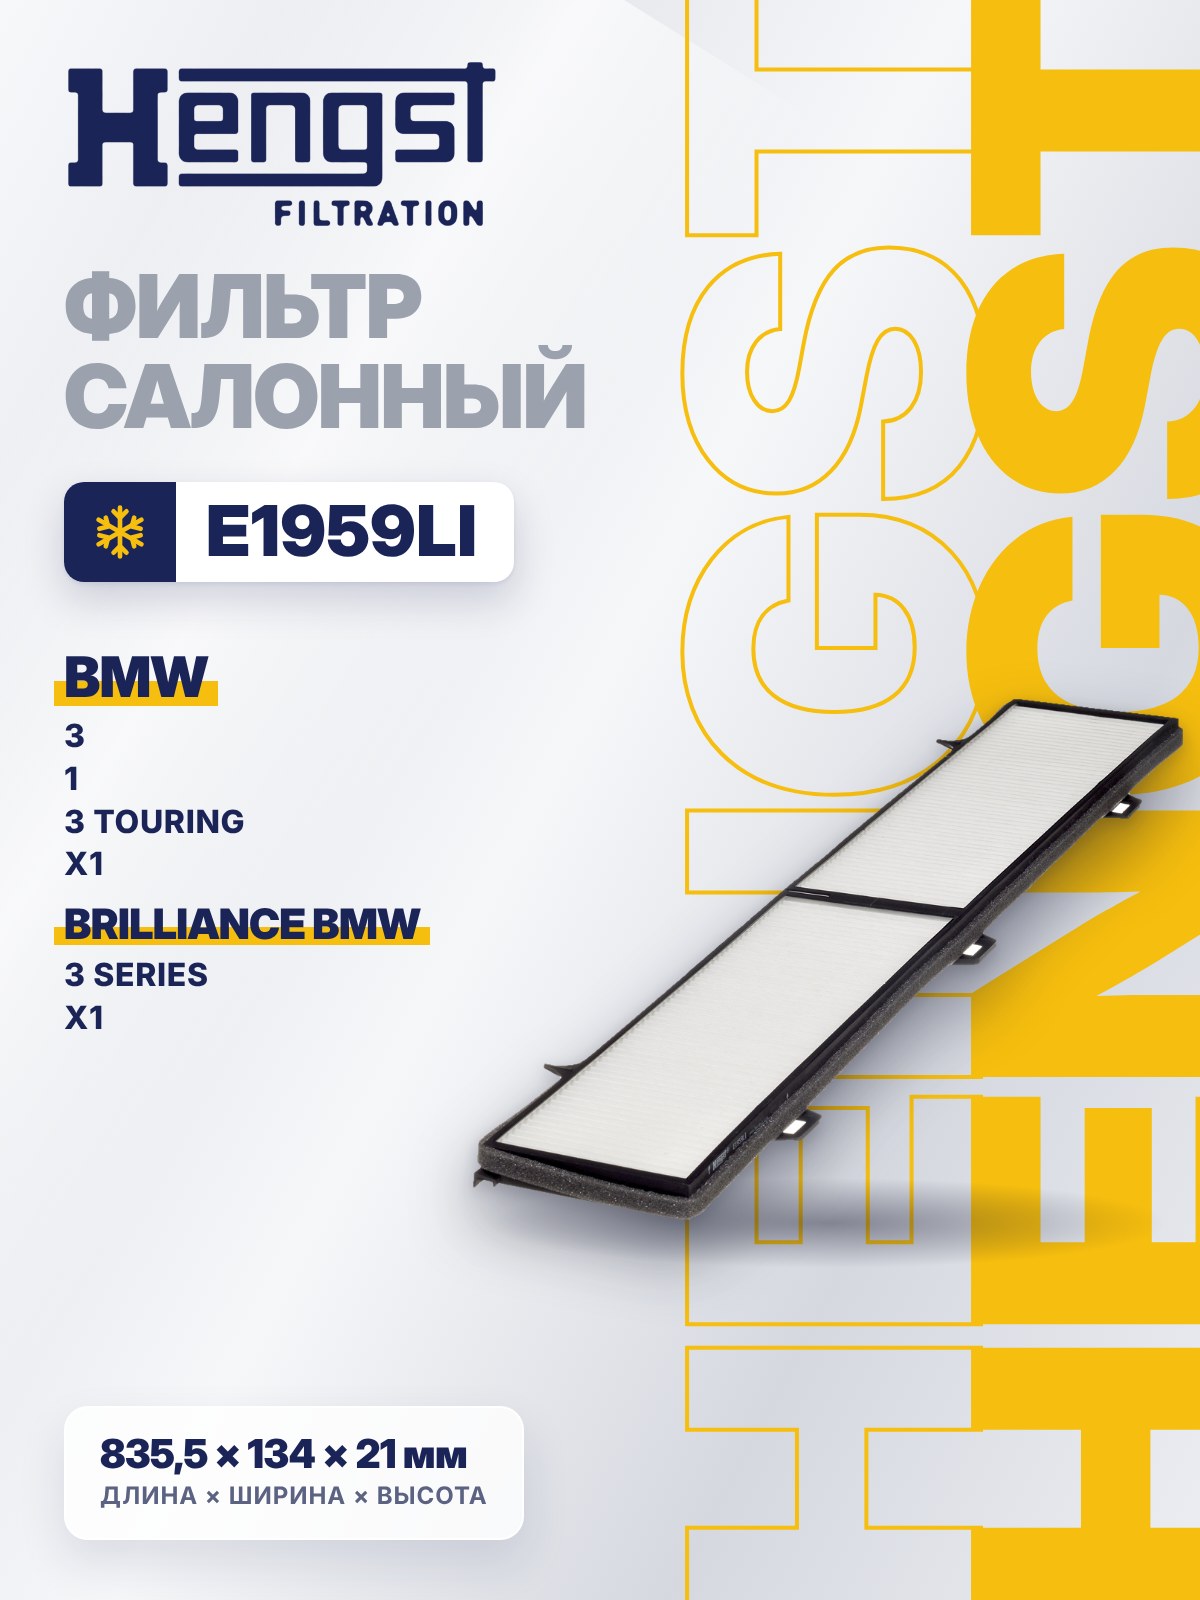 Hengst
FILTRATION
ФИЛЬТР
САЛОННЫЙ
E1959LI
BMW
3
1
3 TOURING
X1
BRILLIANCE BMW
3 SERIES
X1
835,5 × 134 × 21 мм
ДЛИНА × ШИРИНА × ВЫСОТА
HENGST
HENGST